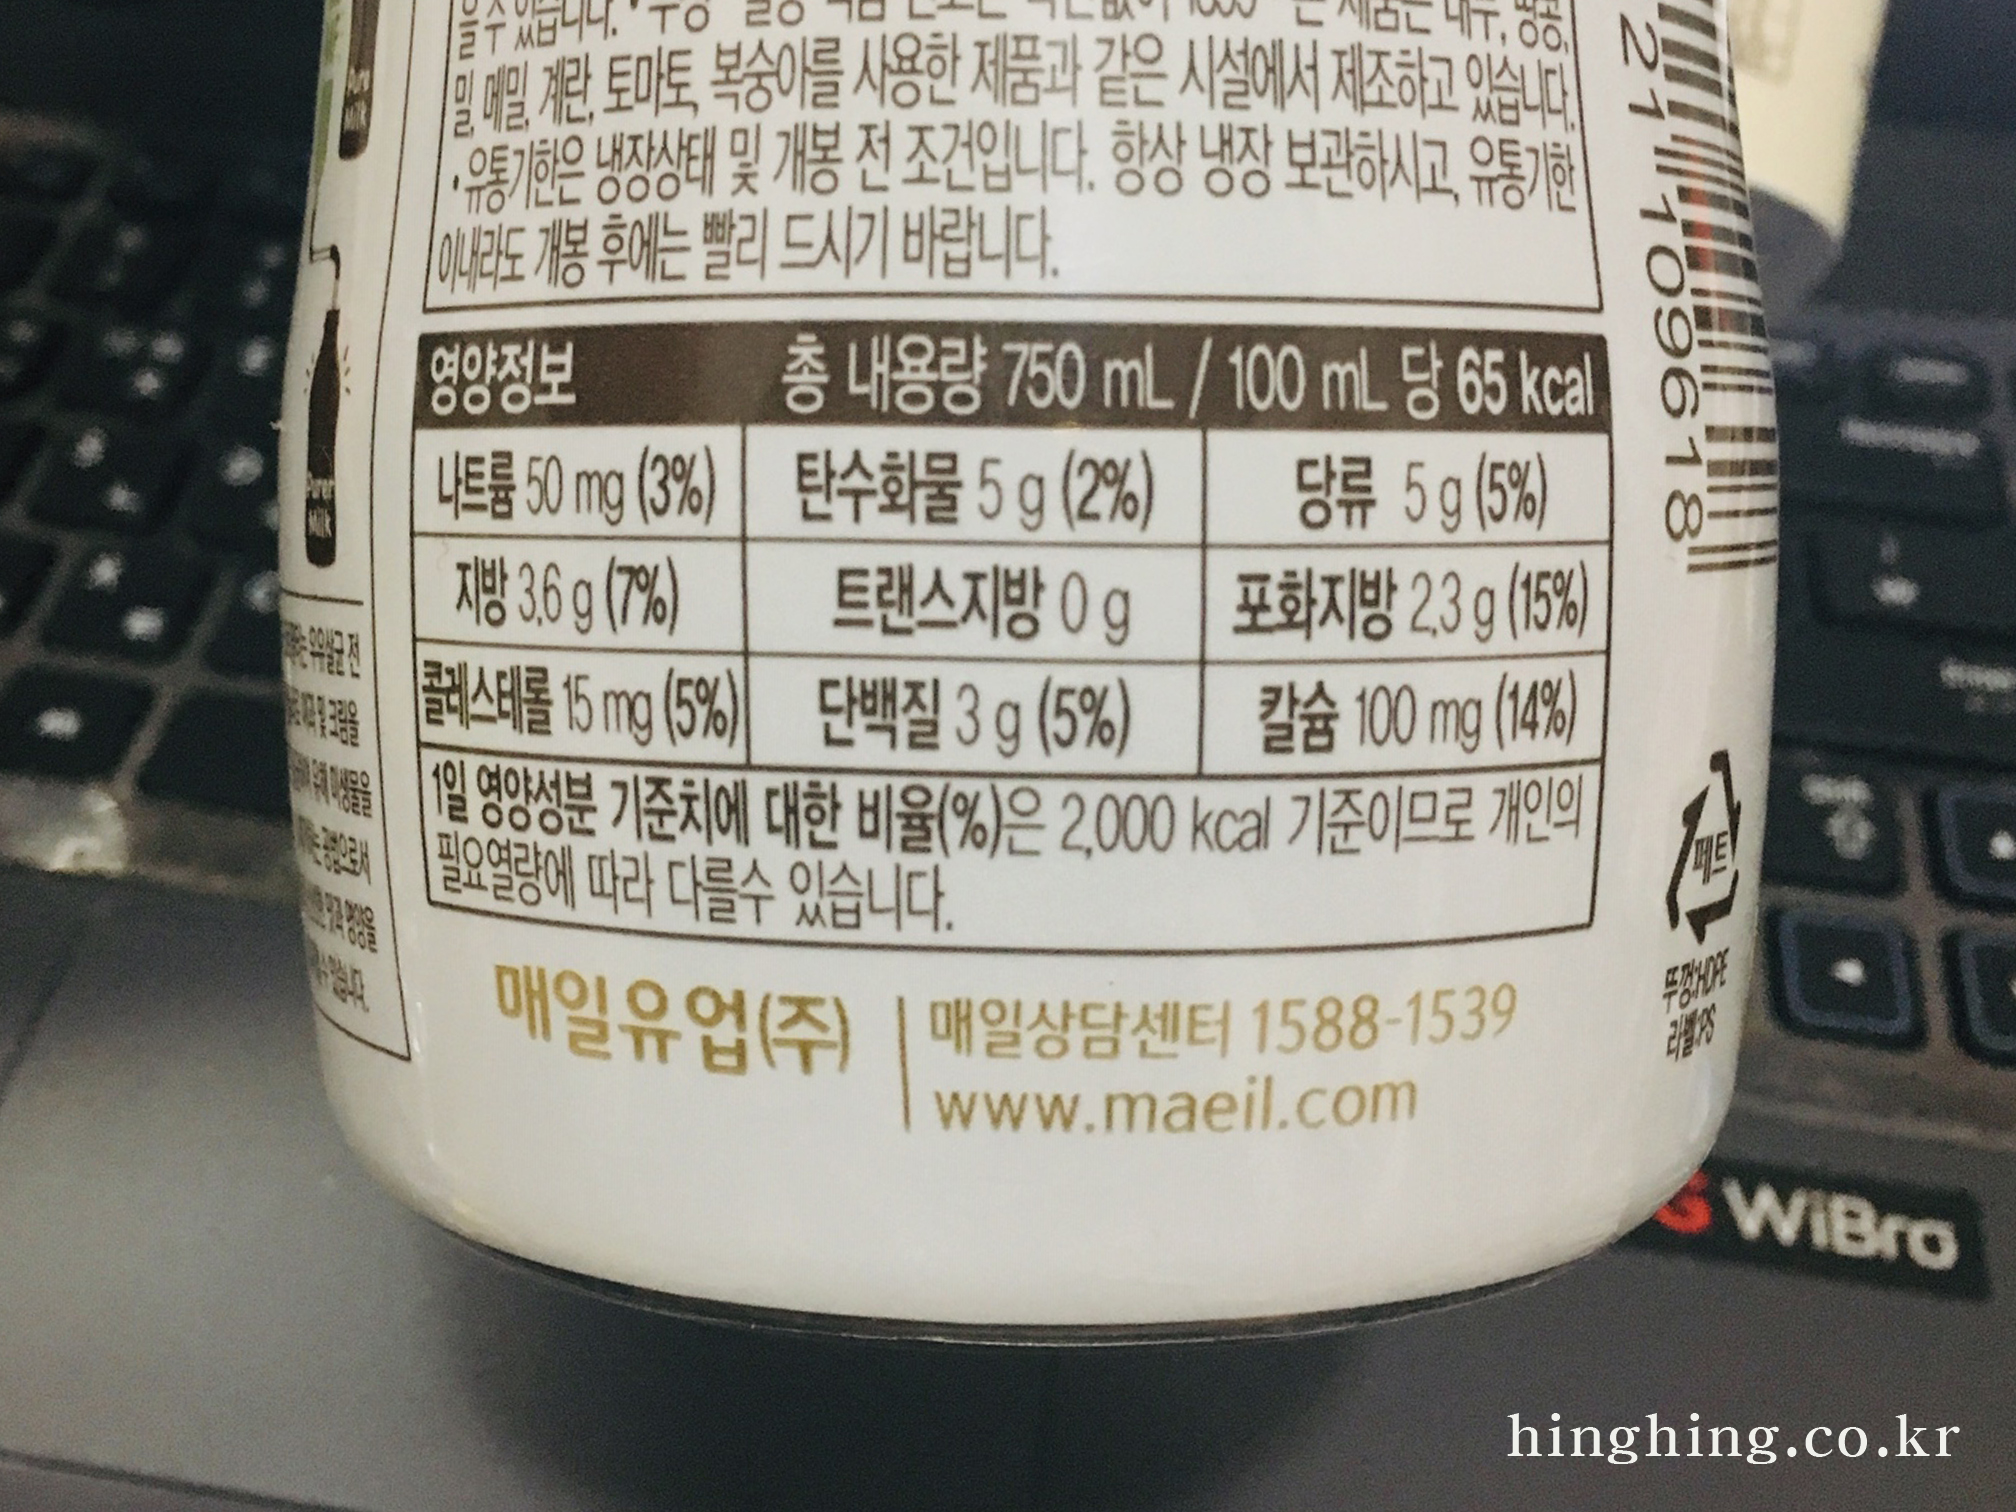 밀, 메밀, 계란, 토마토, 복숭아를 사용한 제품과 같은 시설에서 제조하고 있습니다.
·유통기한은 냉장상태 및 개봉 전 조건입니다. 항상 냉장 보관하시고, 유통기한
이내라도 개봉 후에는 빨리 드시기 바랍니다.
영양정보 총 내용량 750 mL / 100 mL 당 65 kcal
나트륨 50 mg (3%) 탄수화물 5 g (2%) 당류 5 g (5%)
지방 3.6 g (7%) 트랜스지방 0 g 포화지방 2.3 g (15%)
콜레스테롤 15 mg (5%) 단백질 3 g (5%) 칼슘 100 mg (14%)
1일 영양성분 기준치에 대한 비율(%)은 2,000 kcal 기준이므로 개인의
필요열량에 따라 다를수 있습니다.
매일유업(주)
매일상담센터 1588-1539
www.maeil.com
21109618
페트
뚜껑:HDPE
라벨:PS
Pure
Milk
Purer
Milk
WiBro
hinghing.co.kr